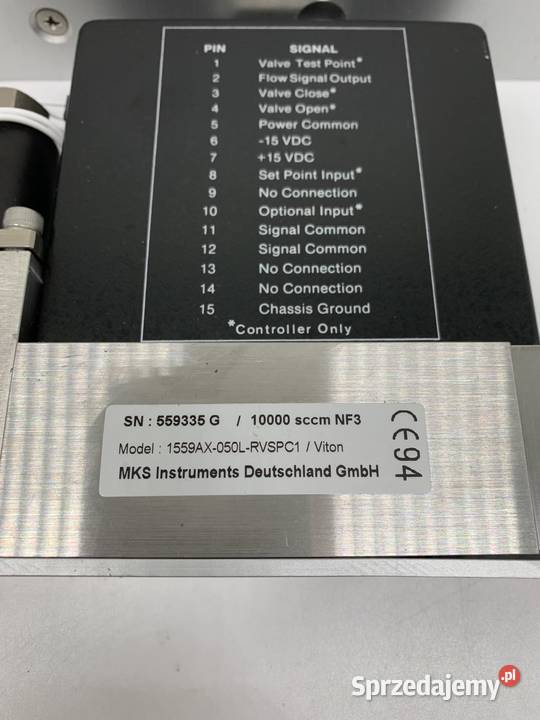 PIN SIGNAL
1 Valve Test Point*
2 Flow Signal Output
3 Valve Close*
4 Valve Open*
5 Power Common
6 -15 VDC
7 +15 VDC
8 Set Point Input*
9 No Connection
10 Optional Input*
11 Signal Common
12 Signal Common
13 No Connection
14 No Connection
15 Chassis Ground
*Controller Only
SN : 559335 G / 10000 sccm NF3
Model : 1559AX-050L-RVSPC1 / Viton
MKS Instruments Deutschland GmbH
CE94
Sprzedajemy.pl